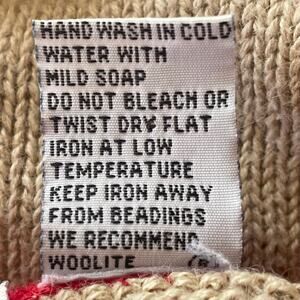 HAND WASH IN COLD
WATER WITH
MILD SOAP
DO NOT BLEACH OR
TWIST DRY FLAT
IRON AT LOW
TEMPERATURE
KEEP IRON AWAY
FROM BEADINGS
WE RECOMMEND
WOOLITE (R)